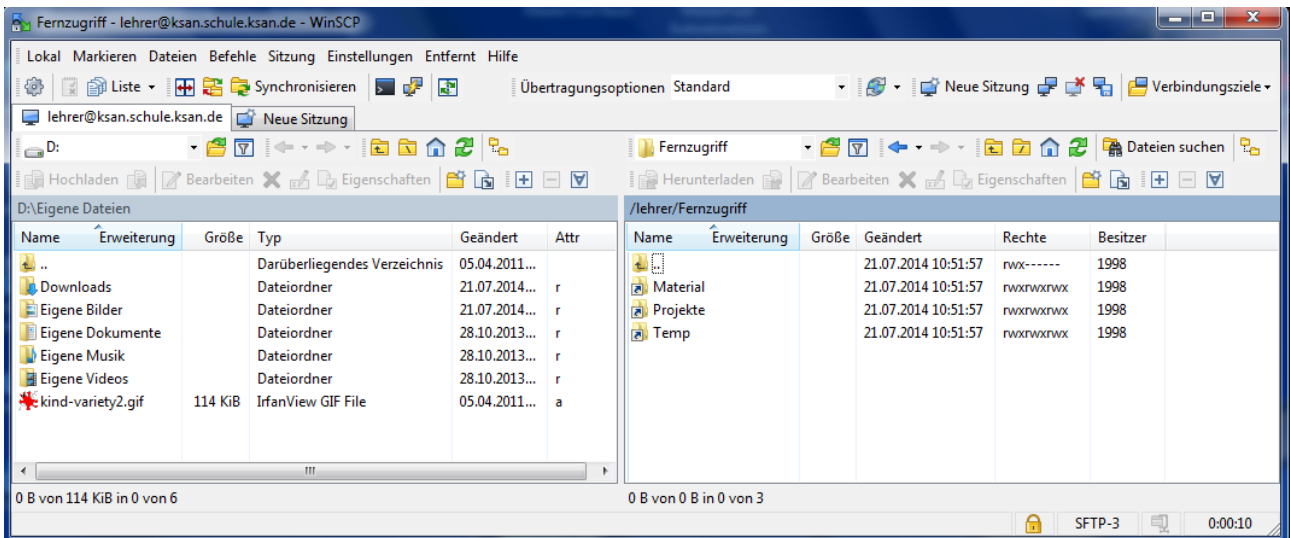 Fernzugriff - lehrer@ksan.schule.ksan.de - WinSCP
Lokal Markieren Dateien Befehle Sitzung Einstellungen Entfernt Hilfe
Liste Synchronisieren Übertragungsoptionen Standard Neue Sitzung Verbindungsziele
lehrer@ksan.schule.ksan.de Neue Sitzung
D: Fernzugriff Dateien suchen
Hochladen Bearbeiten Eigenschaften Herunterladen Bearbeiten Eigenschaften
D:\Eigene Dateien /lehrer/Fernzugriff
Name Erweiterung Größe Typ Geändert Attr Name Erweiterung Größe Geändert Rechte Besitzer
.. Darüberliegendes Verzeichnis 05.04.2011... .. 21.07.2014 10:51:57 rwx------ 1998
Downloads Dateiordner 21.07.2014... r Material 21.07.2014 10:51:57 rwxrwxrwx 1998
Eigene Bilder Dateiordner 21.07.2014... r Projekte 21.07.2014 10:51:57 rwxrwxrwx 1998
Eigene Dokumente Dateiordner 28.10.2013... r Temp 21.07.2014 10:51:57 rwxrwxrwx 1998
Eigene Musik Dateiordner 28.10.2013... r
Eigene Videos Dateiordner 28.10.2013... r
kind-variety2.gif 114 KiB IrfanView GIF File 05.04.2011... a
0 B von 114 KiB in 0 von 6 0 B von 0 B in 0 von 3
SFTP-3 0:00:10